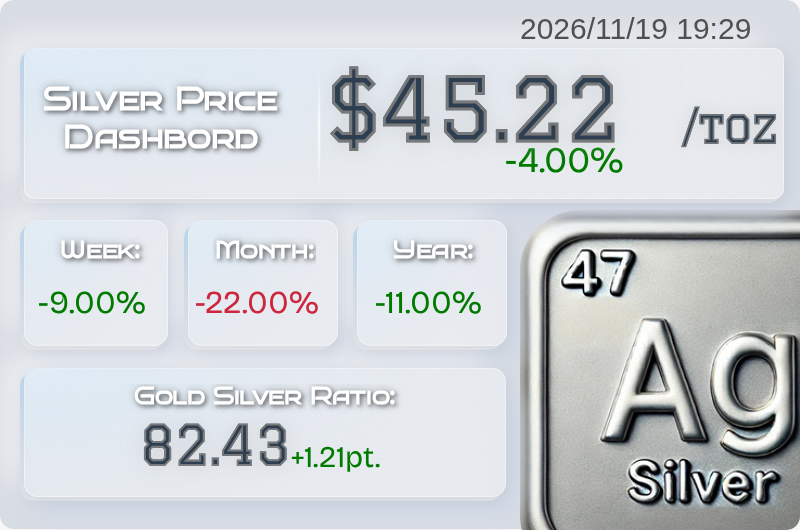 2026/11/19 19:29
Silver Price
Dashbord
$45.22
/TOZ
-4.00%
Week:
-9.00%
Month:
-22.00%
Year:
-11.00%
Gold Silver Ratio:
82.43
+1.21pt.
47
Ag
Silver